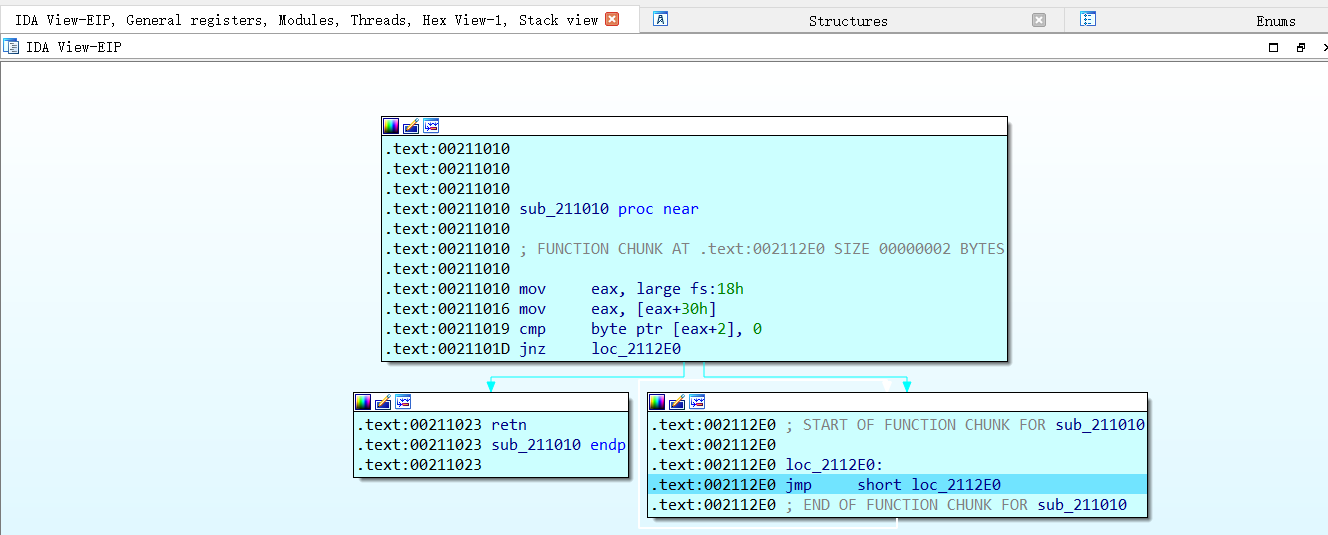 IDA View-EIP, General registers, Modules, Threads, Hex View-1, Stack view
Structures
Enums
IDA View-EIP
.text:00211010
.text:00211010
.text:00211010
.text:00211010 sub_211010 proc near
.text:00211010
.text:00211010 ; FUNCTION CHUNK AT .text:002112E0 SIZE 00000002 BYTES
.text:00211010
.text:00211010 mov eax, large fs:18h
.text:00211016 mov eax, [eax+30h]
.text:00211019 cmp byte ptr [eax+2], 0
.text:0021101D jnz loc_2112E0
.text:00211023 retn
.text:00211023 sub_211010 endp
.text:00211023
.text:002112E0 ; START OF FUNCTION CHUNK FOR sub_211010
.text:002112E0
.text:002112E0 loc_2112E0:
.text:002112E0 jmp short loc_2112E0
.text:002112E0 ; END OF FUNCTION CHUNK FOR sub_211010